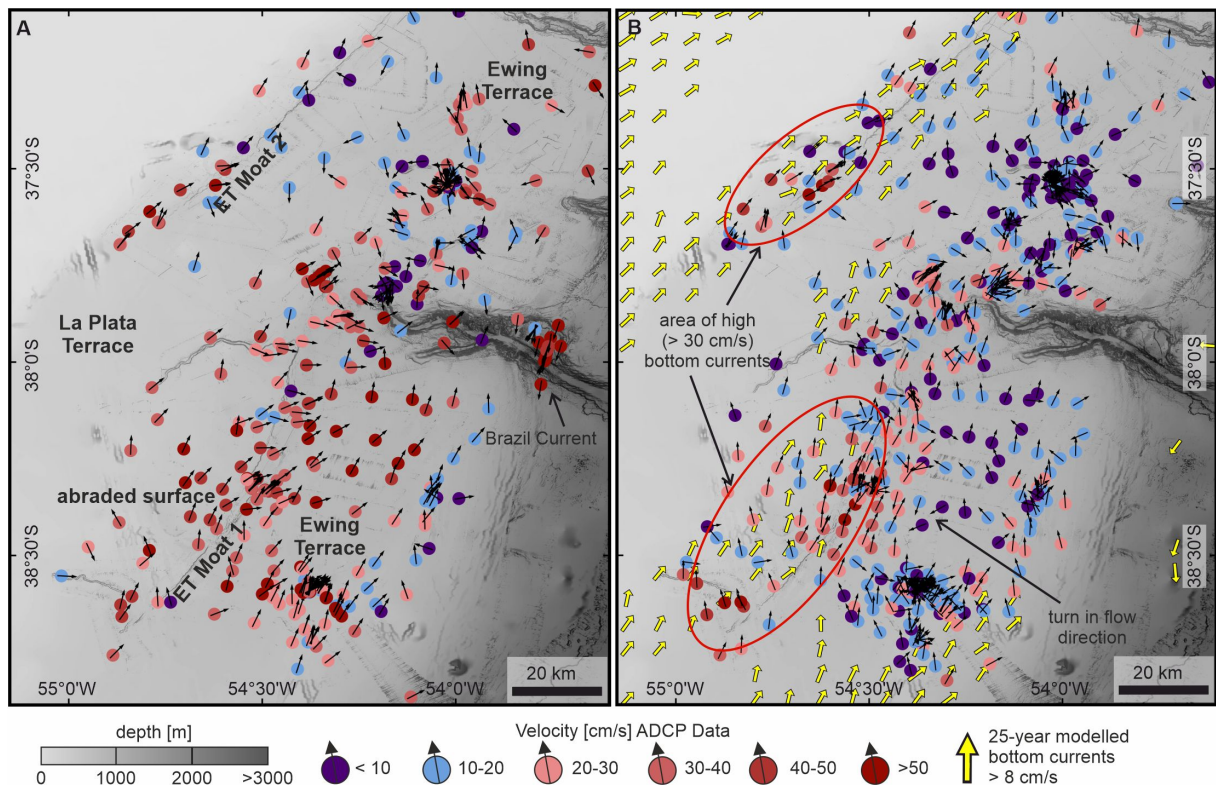 A
Ewing
Terrace
ET Moat 2
La Plata
Terrace
Brazil Current
abraded surface
ET Moat 1
Ewing
Terrace
37°30'S
38°0'S
38°30'S
55°0'W
54°30'W
54°0'W
20 km
B
area of high
(> 30 cm/s)
bottom currents
turn in flow
direction
37°30'S
38°0'S
38°30'S
55°0'W
54°30'W
54°0'W
20 km
depth [m]
0
1000
2000
>3000
Velocity [cm/s] ADCP Data
< 10
10-20
20-30
30-40
40-50
>50
25-year modelled
bottom currents
> 8 cm/s